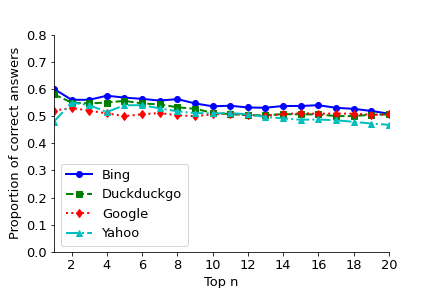 0.8
0.7
0.6
0.5
0.4
0.3
0.2
0.1
0.0
Proportion of correct answers
Bing
Duckduckgo
Google
Yahoo
2 4 6 8 10 12 14 16 18 20
Top n